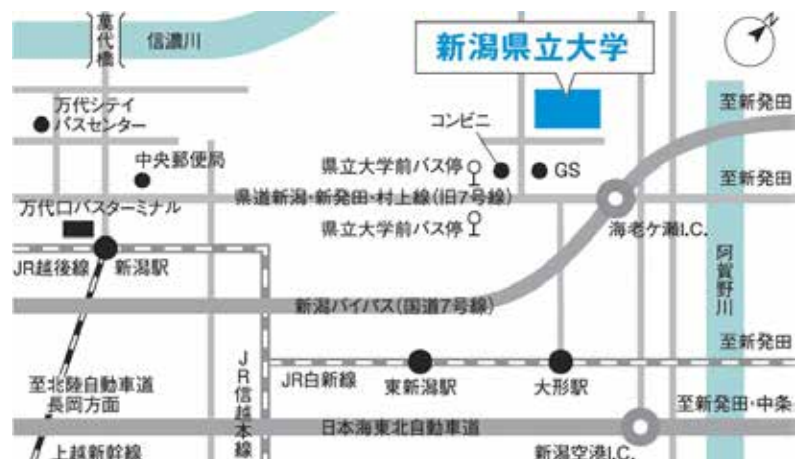 萬代橋
信濃川
新潟県立大学
至新発田
万代シテイ
バスセンター
コンビニ
中央郵便局
県立大学前バス停
GS
至新発田
県道新潟・新発田・村上線(旧7号線)
万代口バスターミナル
県立大学前バス停
海老ケ瀬I.C.
JR越後線
新潟駅
阿賀野川
新潟バイパス(国道7号線)
至新発田
JR信越本線
JR白新線
東新潟駅
大形駅
至北陸自動車道
長岡方面
至新発田・中条
日本海東北自動車道
上越新幹線
新潟空港I.C.